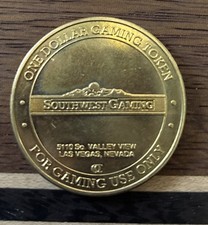 ONE DOLLAR GAMING TOKEN
SOUTHWEST GAMING
5110 So. VALLEY VIEW
LAS VEGAS, NEVADA
FOR GAMING USE ONLY